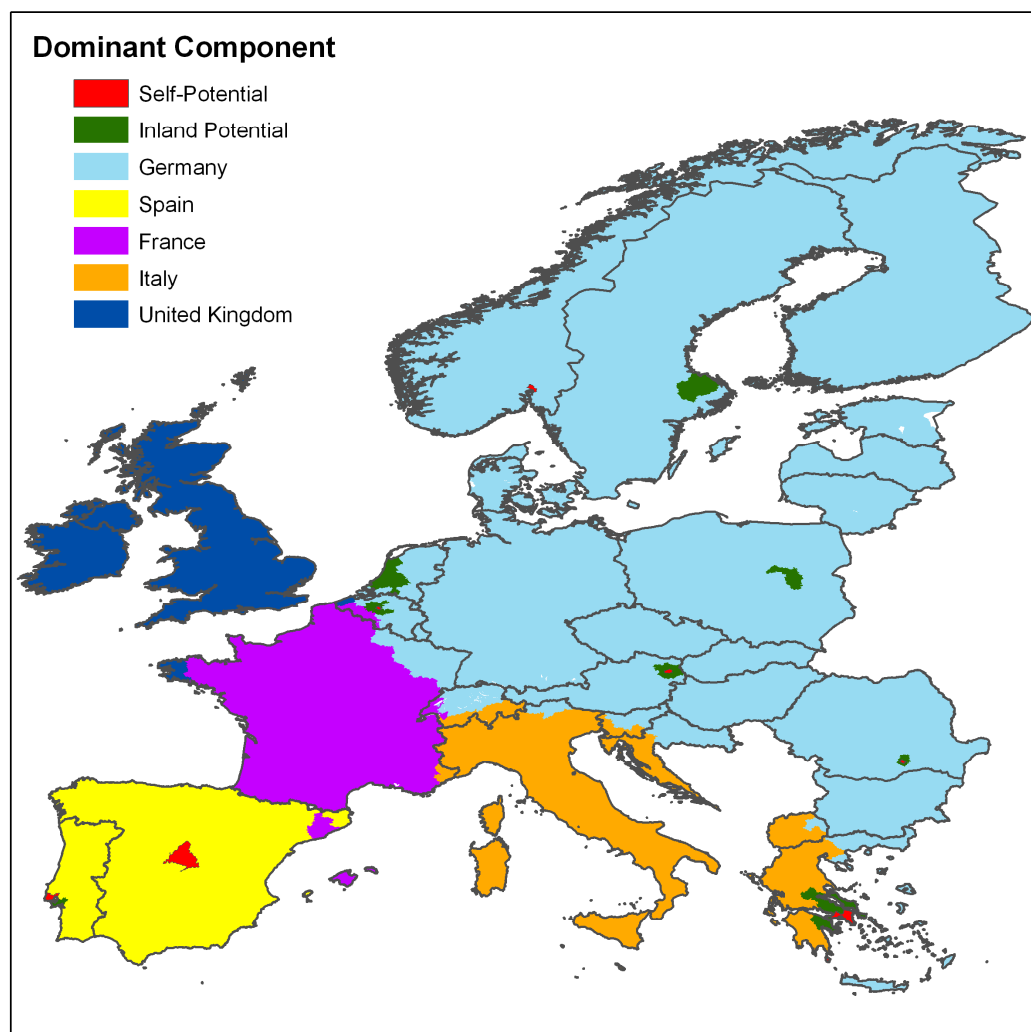 Dominant Component
Self-Potential
Inland Potential
Germany
Spain
France
Italy
United Kingdom